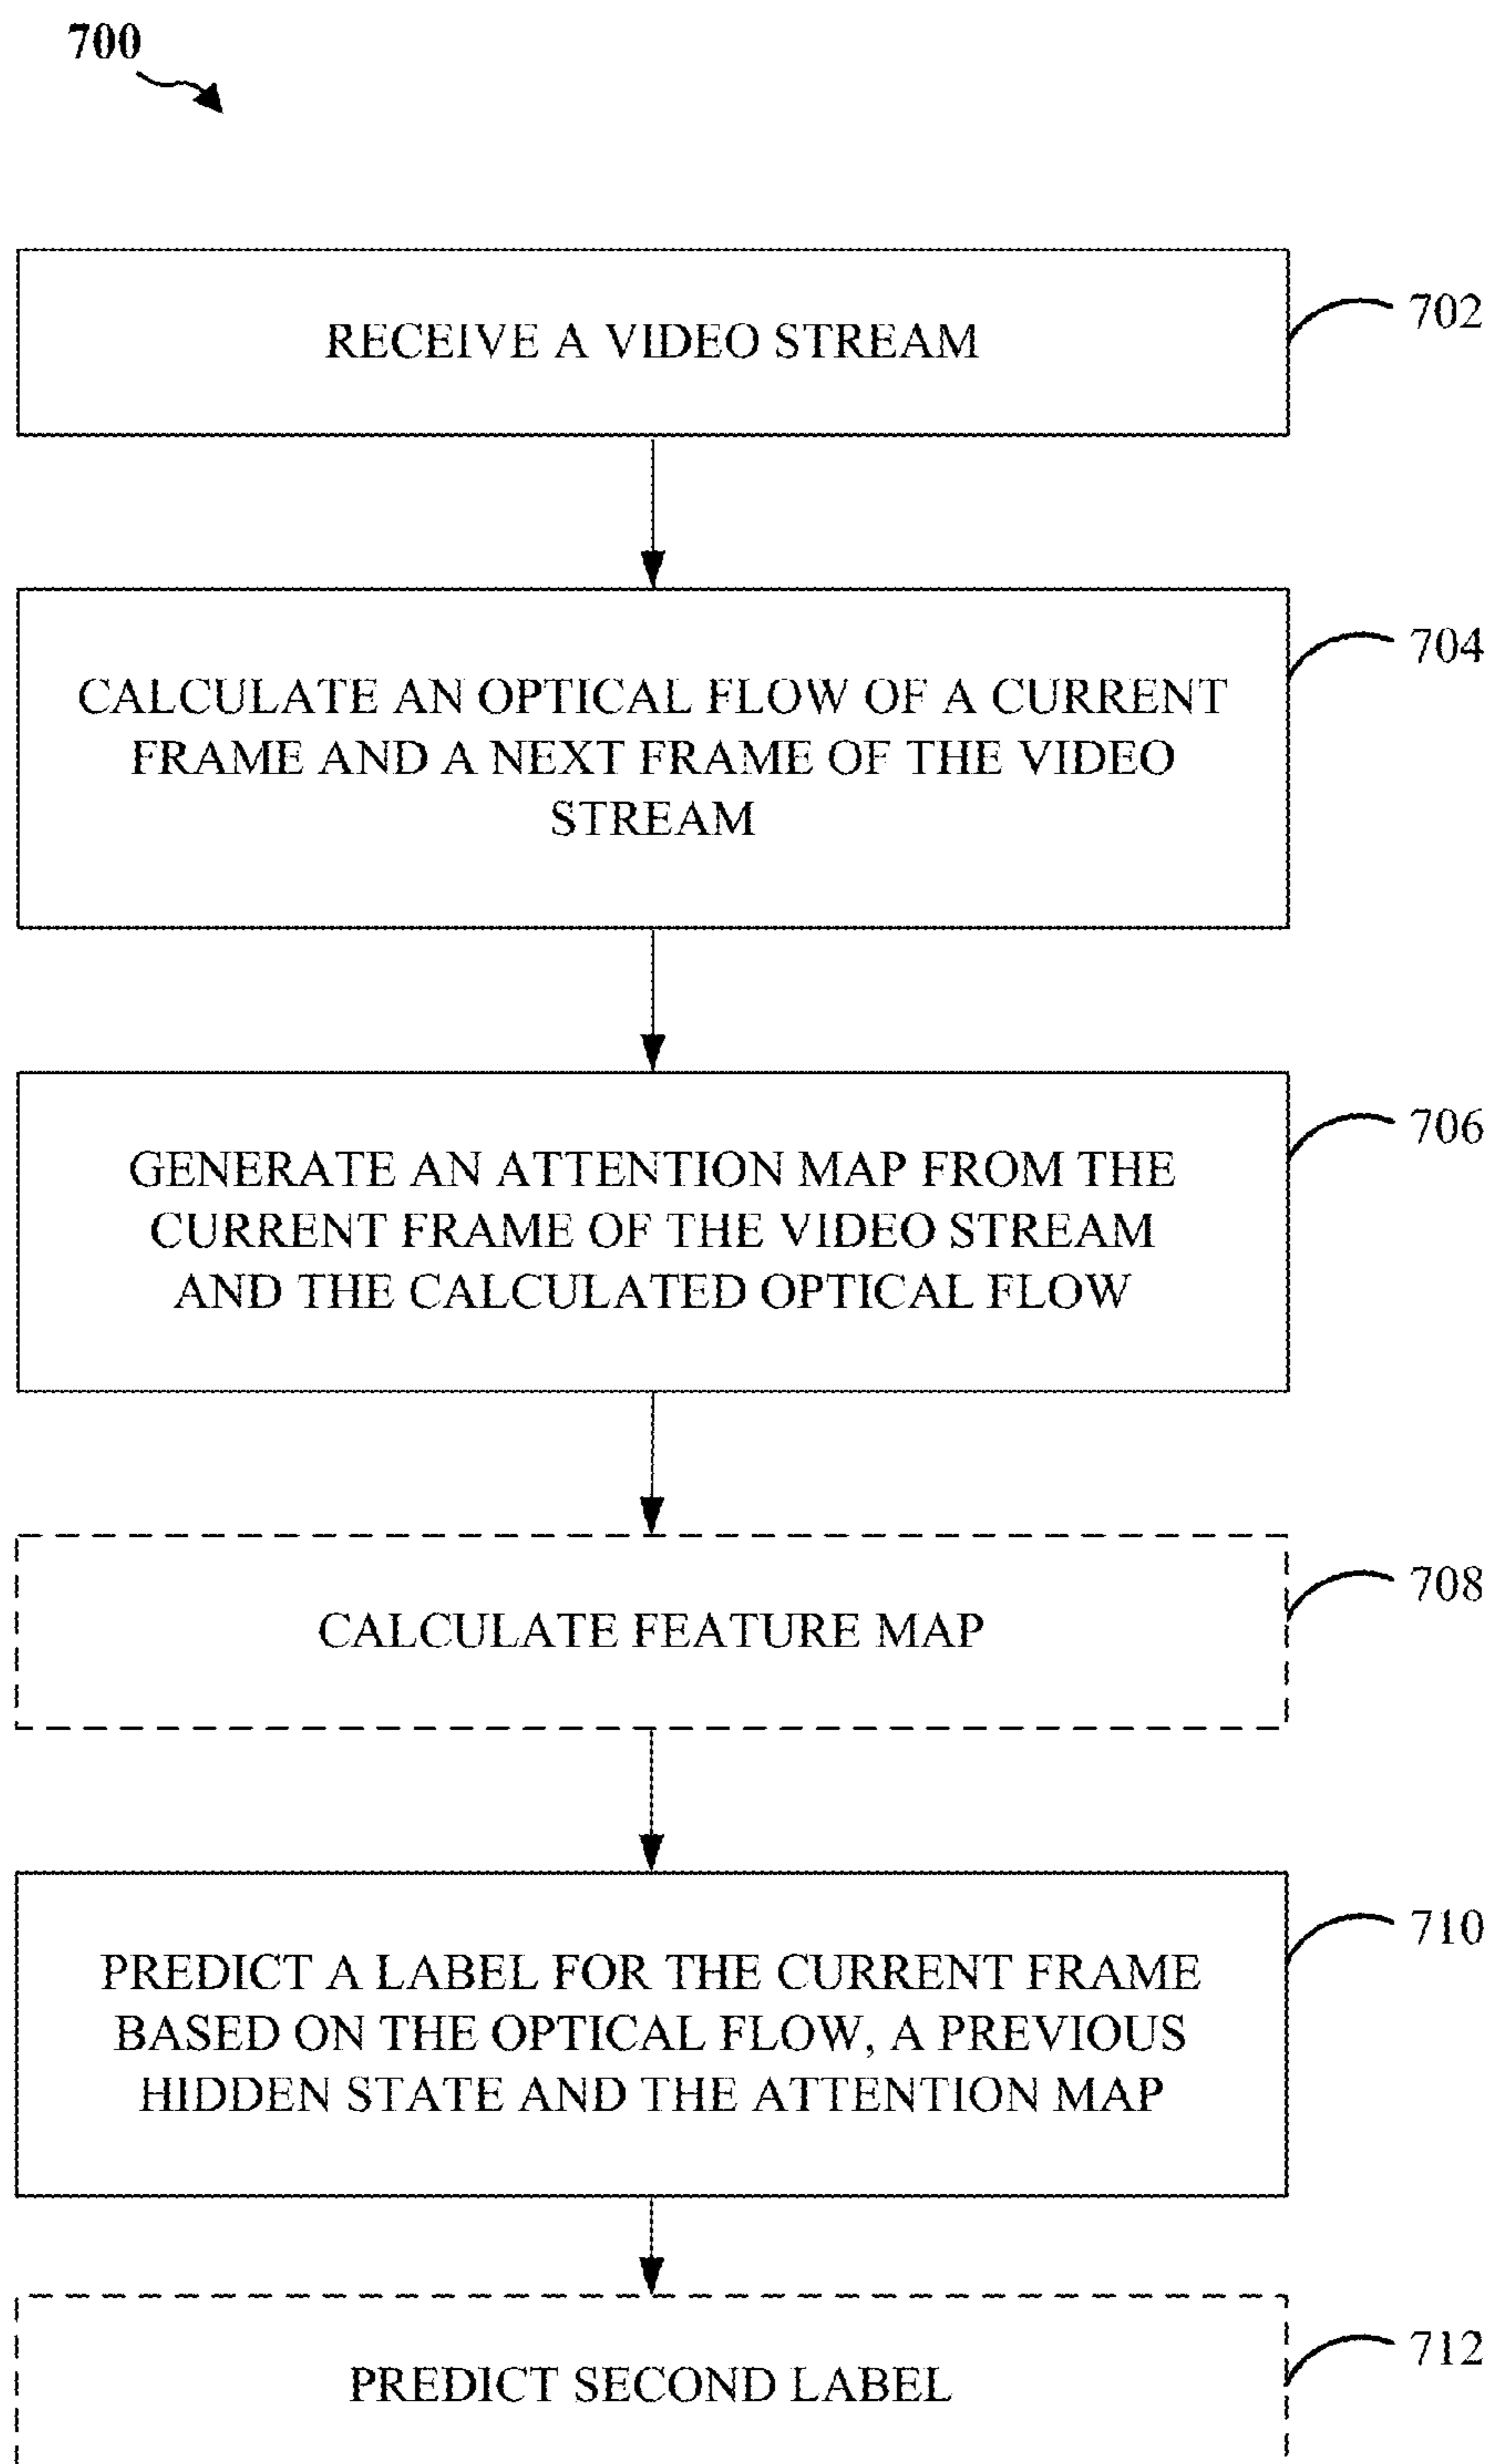 700
RECEIVE A VIDEO STREAM
702
CALCULATE AN OPTICAL FLOW OF A CURRENT
FRAME AND A NEXT FRAME OF THE VIDEO
STREAM
704
GENERATE AN ATTENTION MAP FROM THE
CURRENT FRAME OF THE VIDEO STREAM
AND THE CALCULATED OPTICAL FLOW
706
CALCULATE FEATURE MAP
708
PREDICT A LABEL FOR THE CURRENT FRAME
BASED ON THE OPTICAL FLOW, A PREVIOUS
HIDDEN STATE AND THE ATTENTION MAP
710
PREDICT SECOND LABEL
712